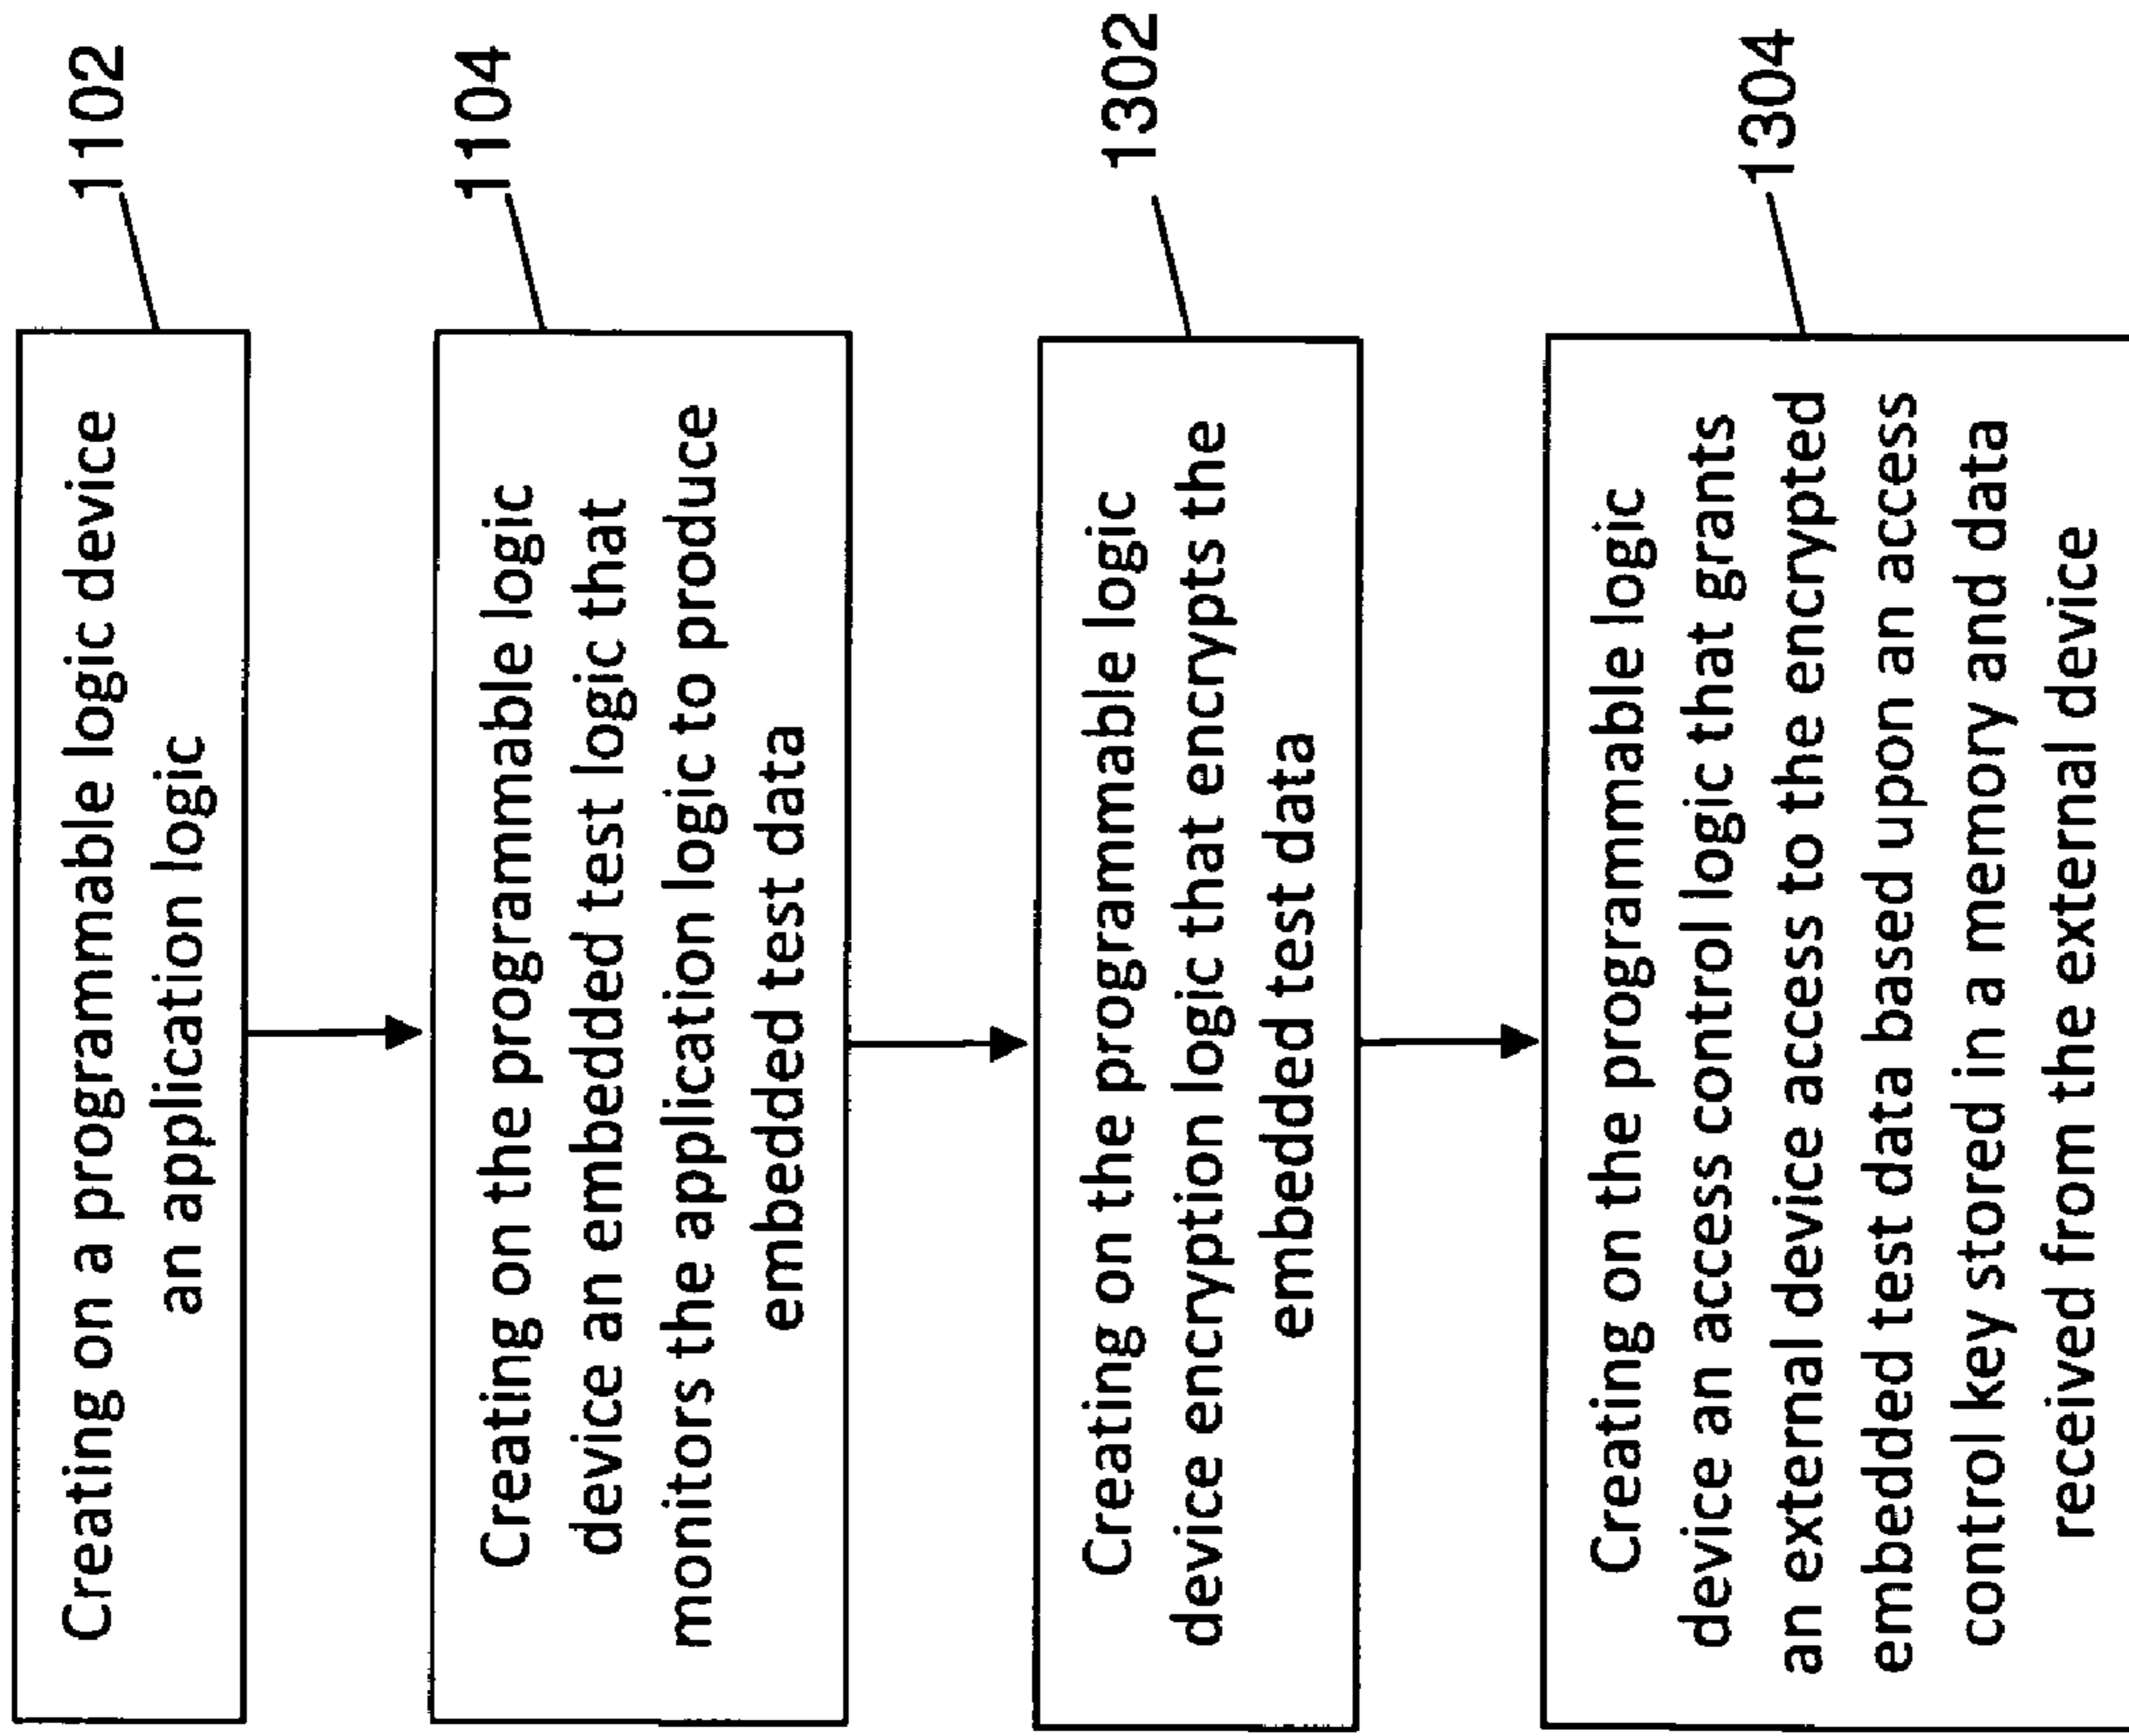 Creating on a programmable logic device
an application logic
1102
Creating on the programmable logic
device an embedded test logic that
monitors the application logic to produce
embedded test data
1104
Creating on the programmable logic
device encryption logic that encrypts the
embedded test data
1302
Creating on the programmable logic
device an access control logic that grants
an external device access to the encrypted
embedded test data based upon an access
control key stored in a memory and data
received from the external device
1304